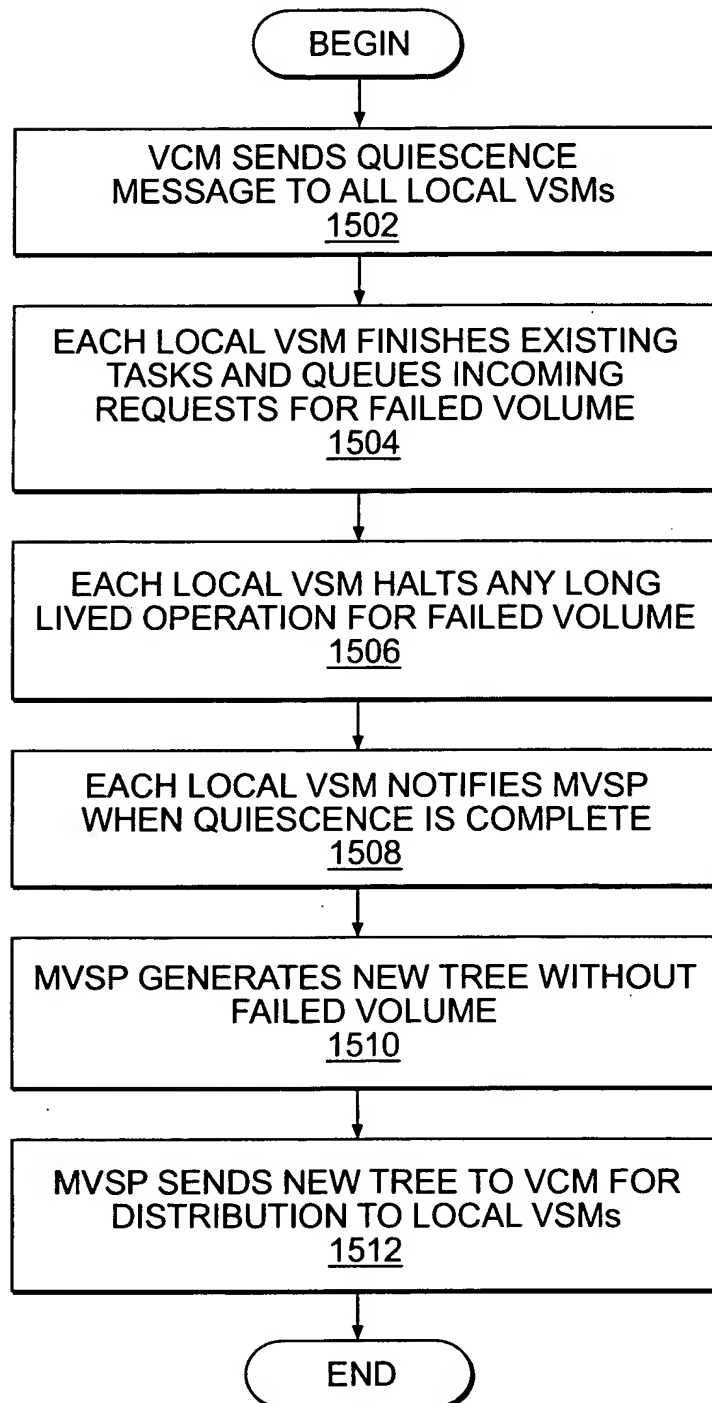 BEGIN
VCM SENDS QUIESCENCE
MESSAGE TO ALL LOCAL VSMs
1502
EACH LOCAL VSM FINISHES EXISTING
TASKS AND QUEUES INCOMING
REQUESTS FOR FAILED VOLUME
1504
EACH LOCAL VSM HALTS ANY LONG
LIVED OPERATION FOR FAILED VOLUME
1506
EACH LOCAL VSM NOTIFIES MVSP
WHEN QUIESCENCE IS COMPLETE
1508
MVSP GENERATES NEW TREE WITHOUT
FAILED VOLUME
1510
MVSP SENDS NEW TREE TO VCM FOR
DISTRIBUTION TO LOCAL VSMs
1512
END